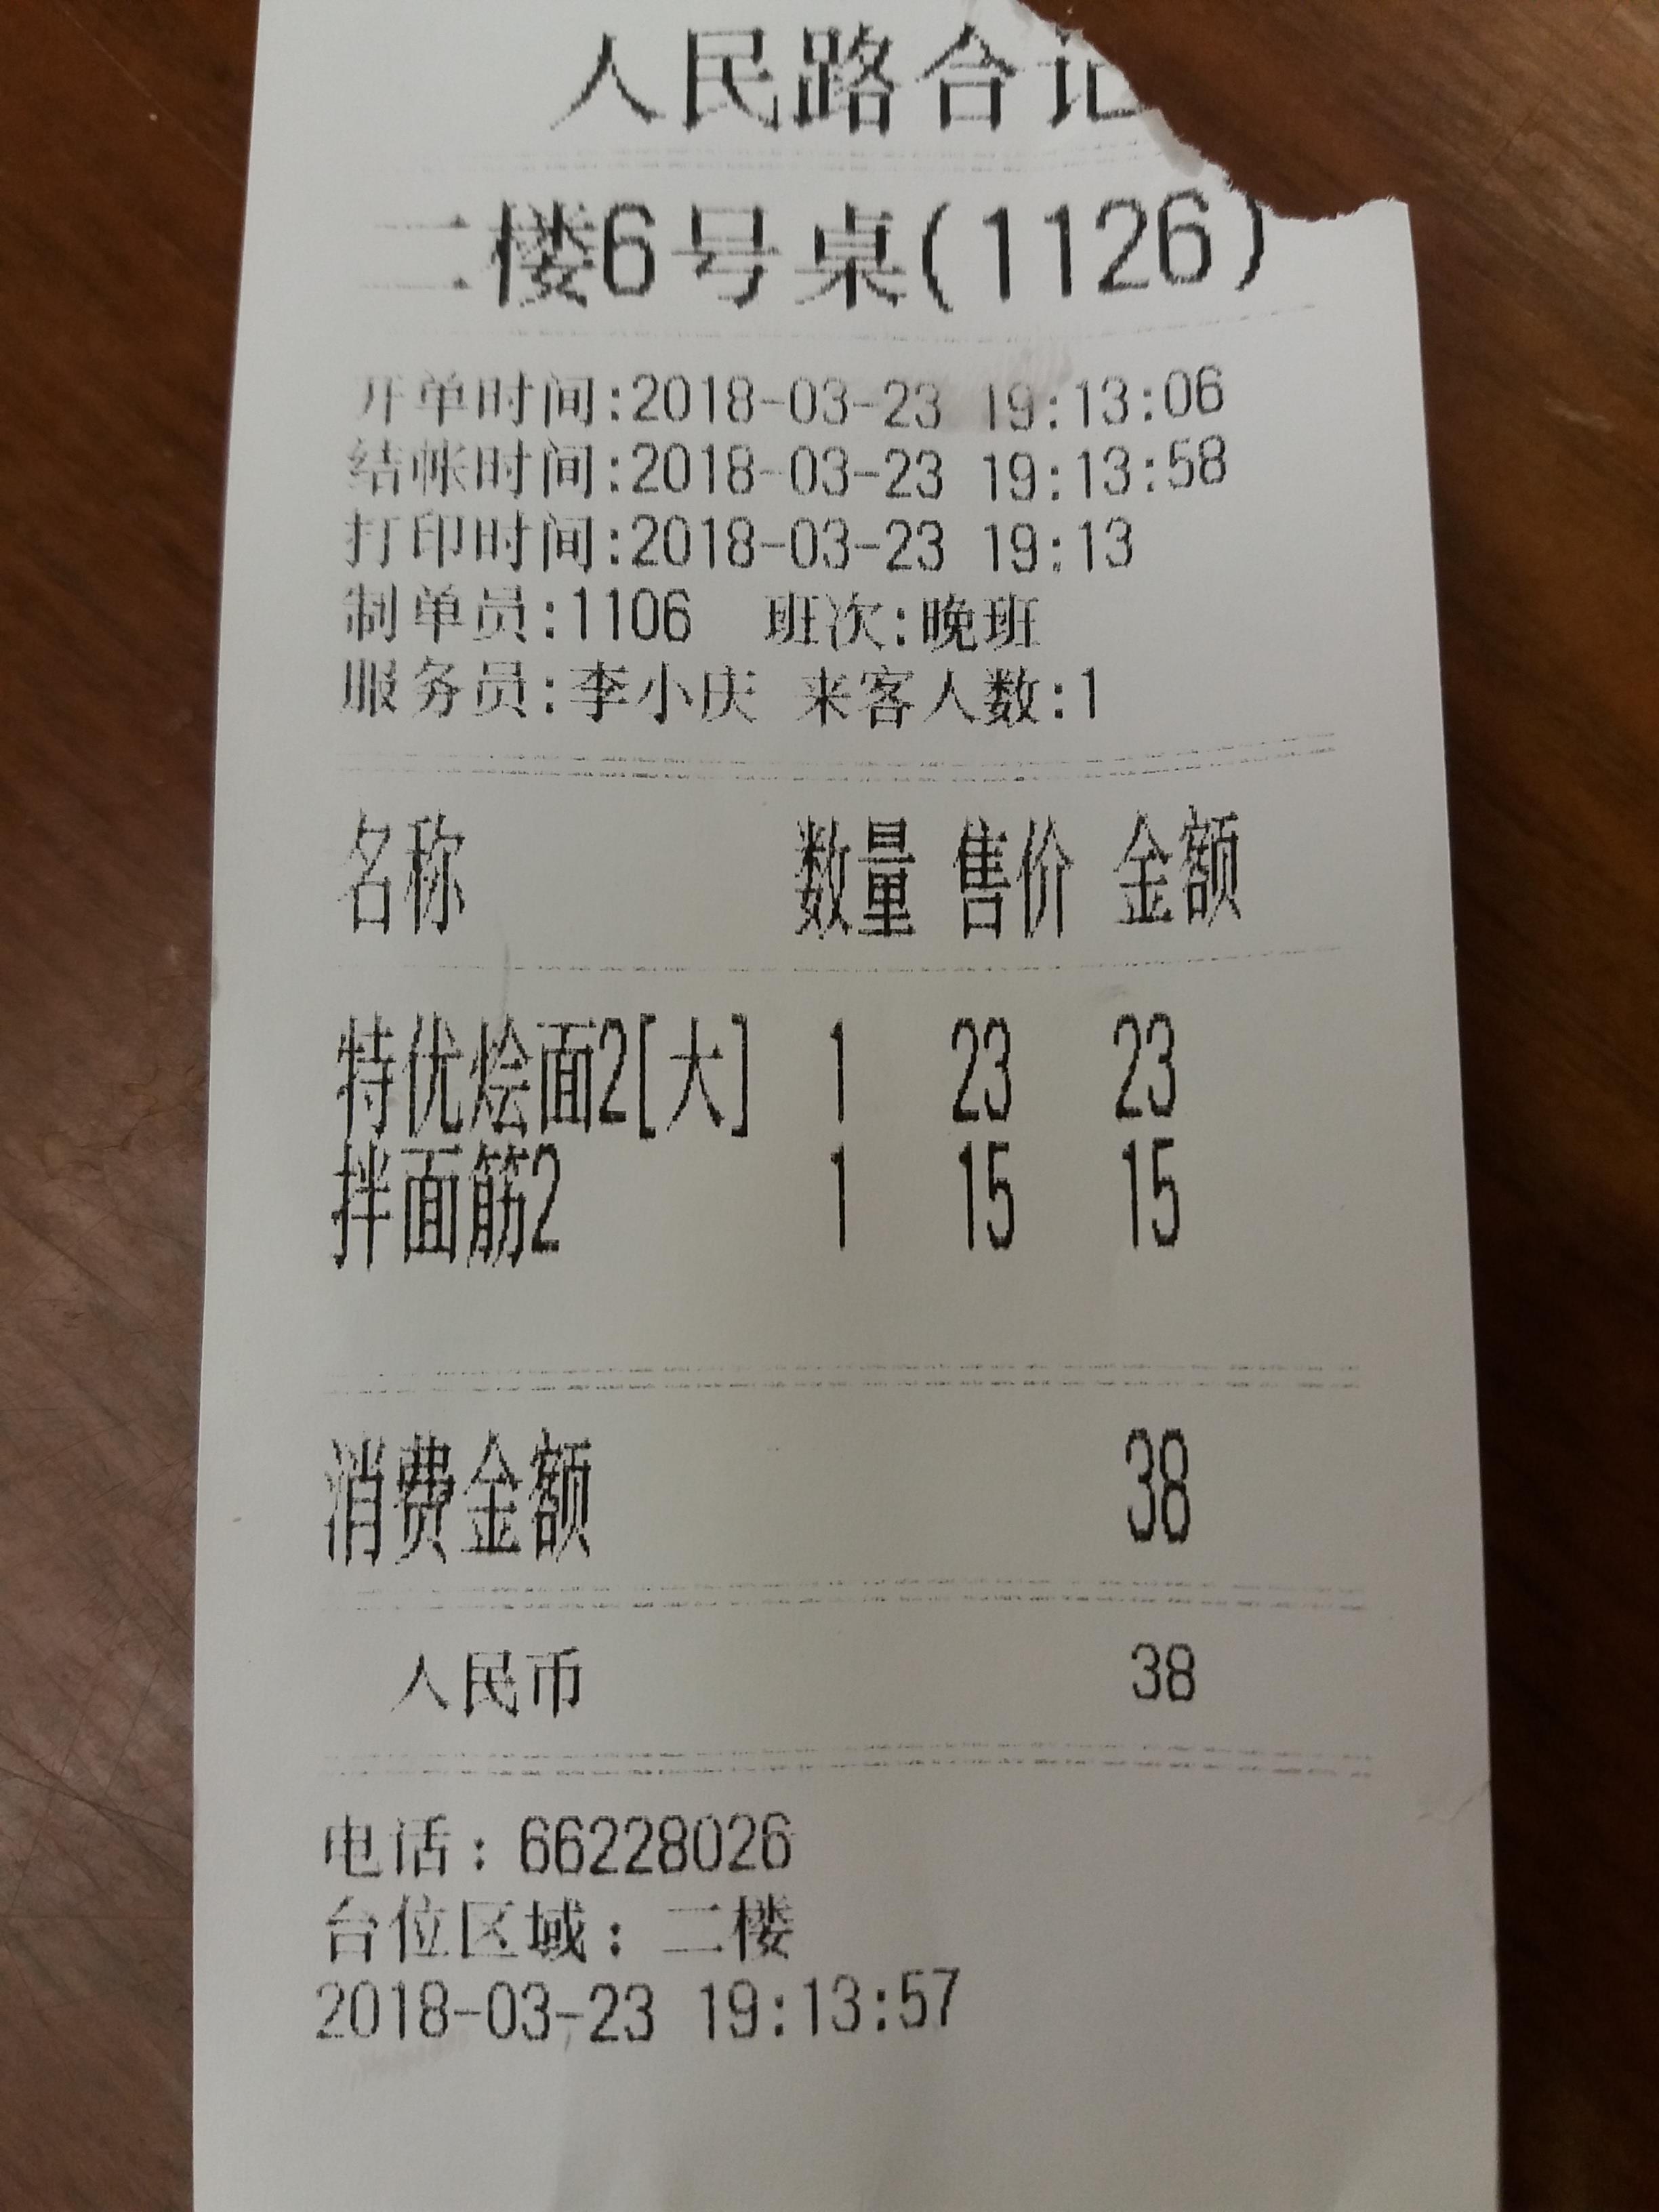 人民路合记
二楼6号桌(1126)
开单时间:2018-03-23 19:13:06
结帐时间:2018-03-23 19:13:58
打印时间:2018-03-23 19:13
制单员:1106 班次:晚班
服务员:李小庆 来客人数:1
名称 数量 售价 金额
特优烩面2[大] 1 23 23
拌面筋2 1 15 15
消费金额 38
人民币 38
电话：66228026
台位区域：二楼
2018-03-23 19:13:57